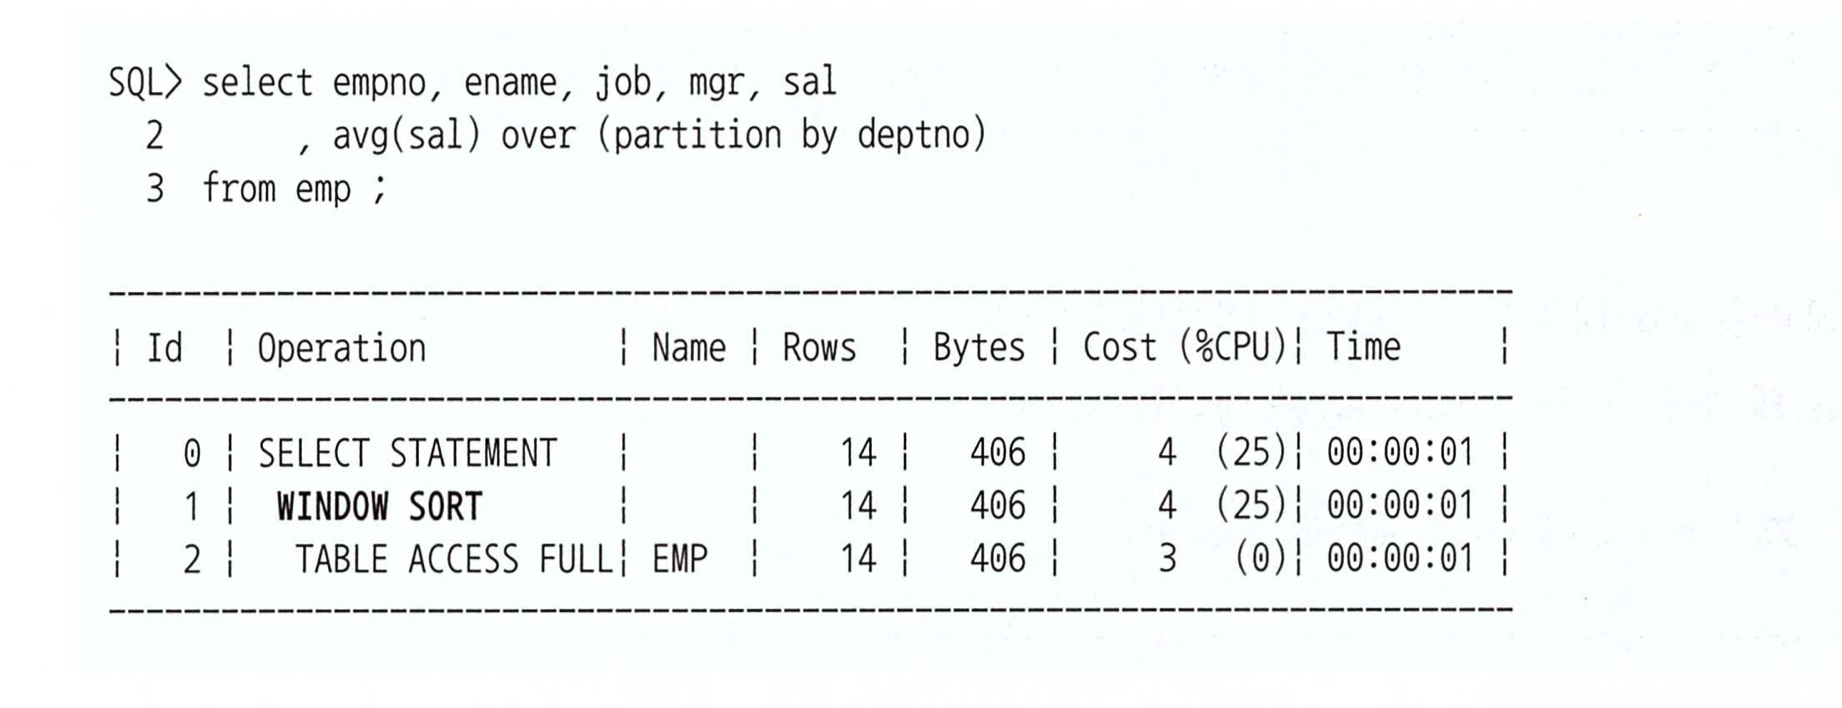 SQL> select empno, ename, job, mgr, sal
  2       , avg(sal) over (partition by deptno)
  3  from emp ;
---------------------------------------------------------------------------
| Id  | Operation          | Name | Rows  | Bytes | Cost (%CPU)| Time     |
---------------------------------------------------------------------------
|   0 | SELECT STATEMENT   |      |    14 |   406 |     4  (25)| 00:00:01 |
|   1 |  WINDOW SORT       |      |    14 |   406 |     4  (25)| 00:00:01 |
|   2 |   TABLE ACCESS FULL| EMP  |    14 |   406 |     3   (0)| 00:00:01 |
---------------------------------------------------------------------------